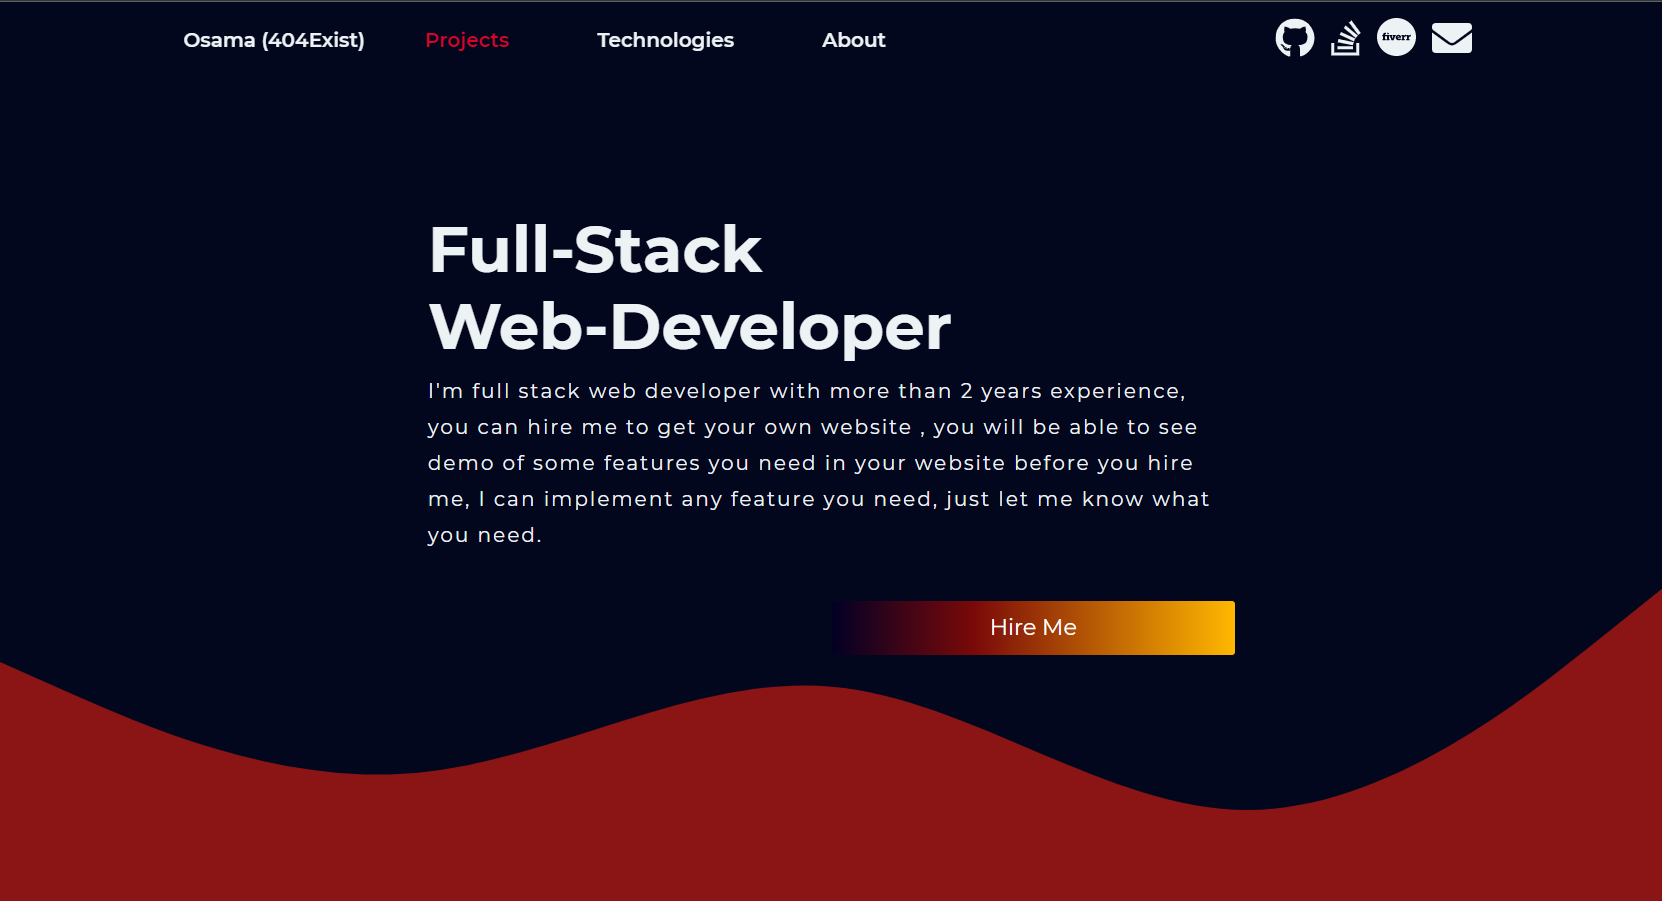 Osama (404Exist) Projects Technologies About fiverr
Full-Stack
Web-Developer
I'm full stack web developer with more than 2 years experience,
you can hire me to get your own website , you will be able to see
demo of some features you need in your website before you hire
me, I can implement any feature you need, just let me know what
you need.
Hire Me